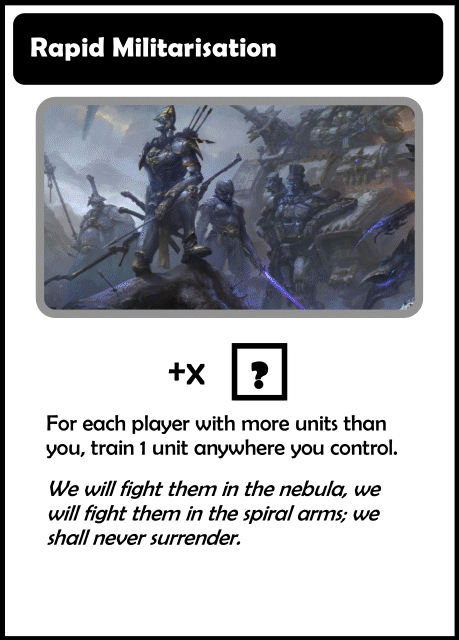 Rapid Militarisation
+x ?
For each player with more units than
you, train 1 unit anywhere you control.
We will fight them in the nebula, we
will fight them in the spiral arms; we
shall never surrender.